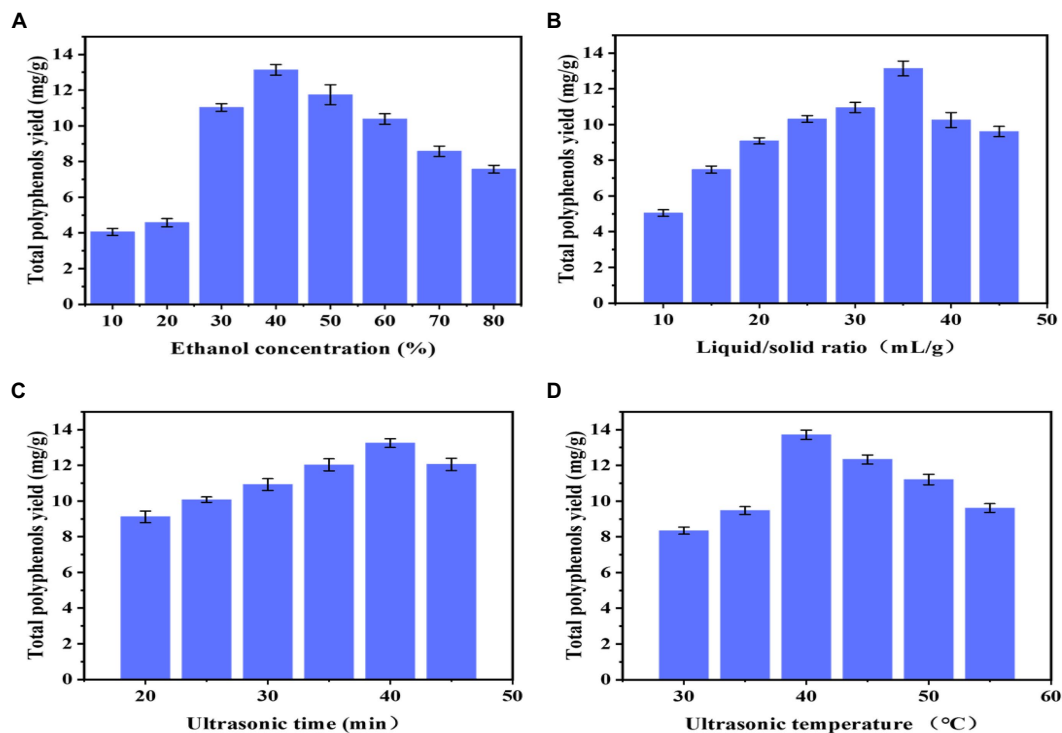 A
Total polyphenols yield (mg/g)
14
12
10
8
6
4
2
0
10 20 30 40 50 60 70 80
Ethanol concentration (%)
B
Total polyphenols yield (mg/g)
14
12
10
8
6
4
2
0
10 20 30 40 50
Liquid/solid ratio（mL/g）
C
Total polyphenols yield (mg/g)
14
12
10
8
6
4
2
0
20 30 40 50
Ultrasonic time (min）
D
Total polyphenols yield (mg/g)
14
12
10
8
6
4
2
0
30 40 50 60
Ultrasonic temperature （°C）